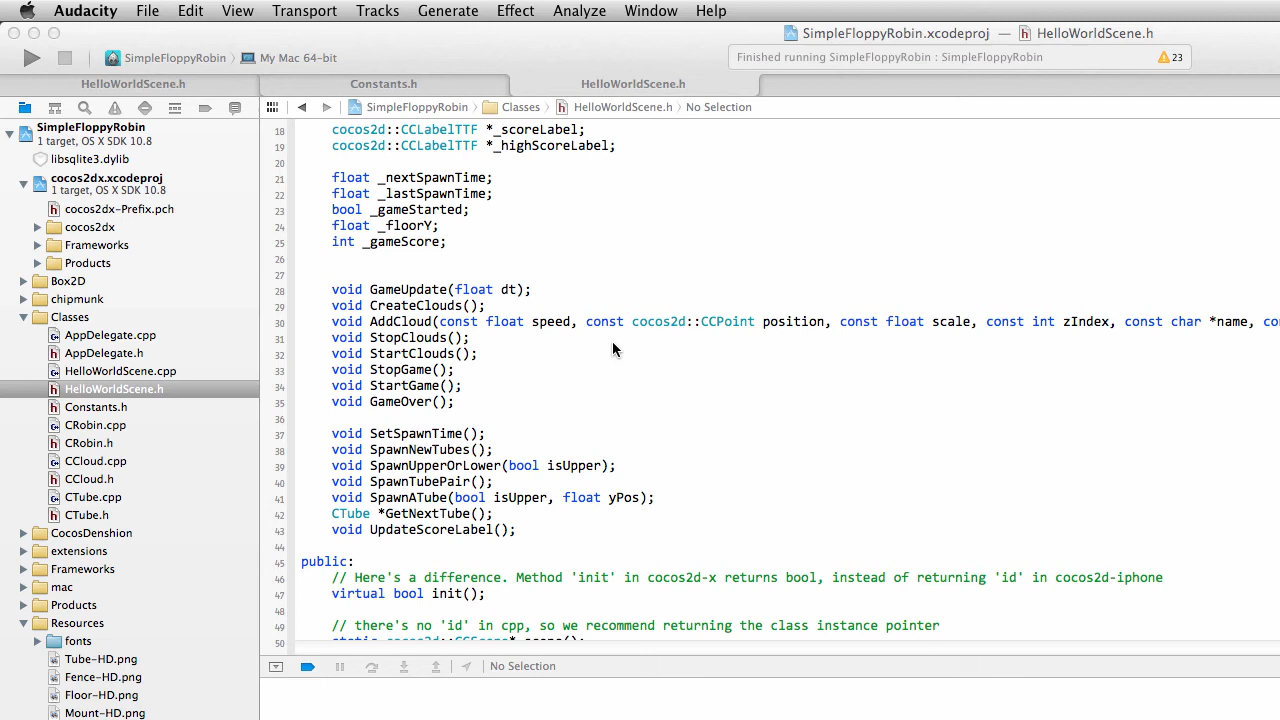 Audacity File Edit View Transport Tracks Generate Effect Analyze Window Help
SimpleFloppyRobin.xcodeproj — HelloWorldScene.h
SimpleFloppyRobin My Mac 64-bit
Finished running SimpleFloppyRobin : SimpleFloppyRobin 23
HelloWorldScene.h Constants.h HelloWorldScene.h
SimpleFloppyRobin Classes HelloWorldScene.h No Selection
SimpleFloppyRobin
1 target, OS X SDK 10.8
libsqlite3.dylib
cocos2dx.xcodeproj
1 target, OS X SDK 10.8
cocos2dx-Prefix.pch
cocos2dx
Frameworks
Products
Box2D
chipmunk
Classes
AppDelegate.cpp
AppDelegate.h
HelloWorldScene.cpp
HelloWorldScene.h
Constants.h
CRobin.cpp
CRobin.h
CCloud.cpp
CCloud.h
CTube.cpp
CTube.h
CocosDenshion
extensions
Frameworks
mac
Products
Resources
fonts
Tube-HD.png
Fence-HD.png
Floor-HD.png
Mount-HD.png
18 cocos2d::CCLabelTTF *_scoreLabel;
19 cocos2d::CCLabelTTF *_highScoreLabel;
20
21 float _nextSpawnTime;
22 float _lastSpawnTime;
23 bool _gameStarted;
24 float _floorY;
25 int _gameScore;
26
27
28 void GameUpdate(float dt);
29 void CreateClouds();
30 void AddCloud(const float speed, const cocos2d::CCPoint position, const float scale, const int zIndex, const char *name, co
31 void StopClouds();
32 void StartClouds();
33 void StopGame();
34 void StartGame();
35 void GameOver();
36
37 void SetSpawnTime();
38 void SpawnNewTubes();
39 void SpawnUpperOrLower(bool isUpper);
40 void SpawnTubePair();
41 void SpawnATube(bool isUpper, float yPos);
42 CTube *GetNextTube();
43 void UpdateScoreLabel();
44
45 public:
46 // Here's a difference. Method 'init' in cocos2d-x returns bool, instead of returning 'id' in cocos2d-iphone
47 virtual bool init();
48
49 // there's no 'id' in cpp, so we recommend returning the class instance pointer
50 static cocos2d::CCScene* scene();
No Selection